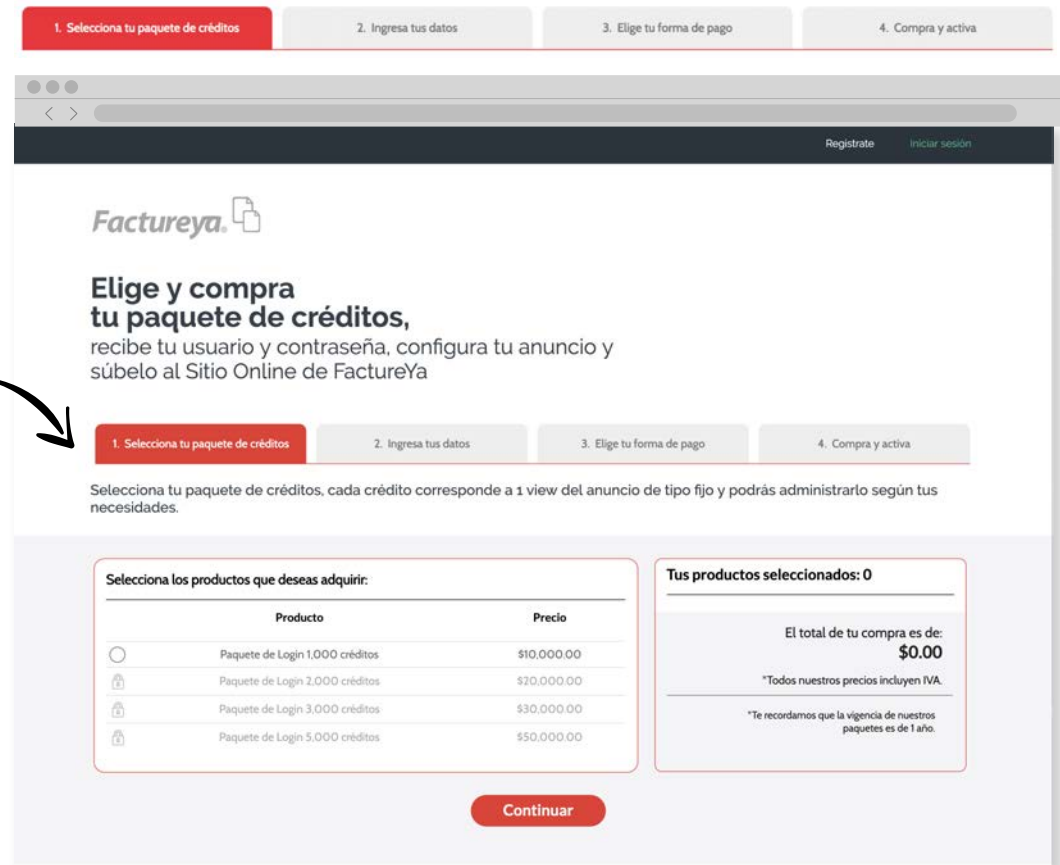 1. Selecciona tu paquete de créditos
2. Ingresa tus datos
3. Elige tu forma de pago
4. Compra y activa
Registrate
Iniciar sesión
Factureya.®
Elige y compra
tu paquete de créditos,
recibe tu usuario y contraseña, configura tu anuncio y
súbelo al Sitio Online de FactureYa
1. Selecciona tu paquete de créditos
2. Ingresa tus datos
3. Elige tu forma de pago
4. Compra y activa
Selecciona tu paquete de créditos, cada crédito corresponde a 1 view del anuncio de tipo fijo y podrás administrarlo según tus
necesidades.
Selecciona los productos que deseas adquirir:
Producto Precio
Paquete de Login 1,000 créditos $10,000.00
Paquete de Login 2,000 créditos $20,000.00
Paquete de Login 3,000 créditos $30,000.00
Paquete de Login 5,000 créditos $50,000.00
Tus productos seleccionados: 0
El total de tu compra es de:
$0.00
*Todos nuestros precios incluyen IVA.
*Te recordamos que la vigencia de nuestros
paquetes es de 1 año.
Continuar